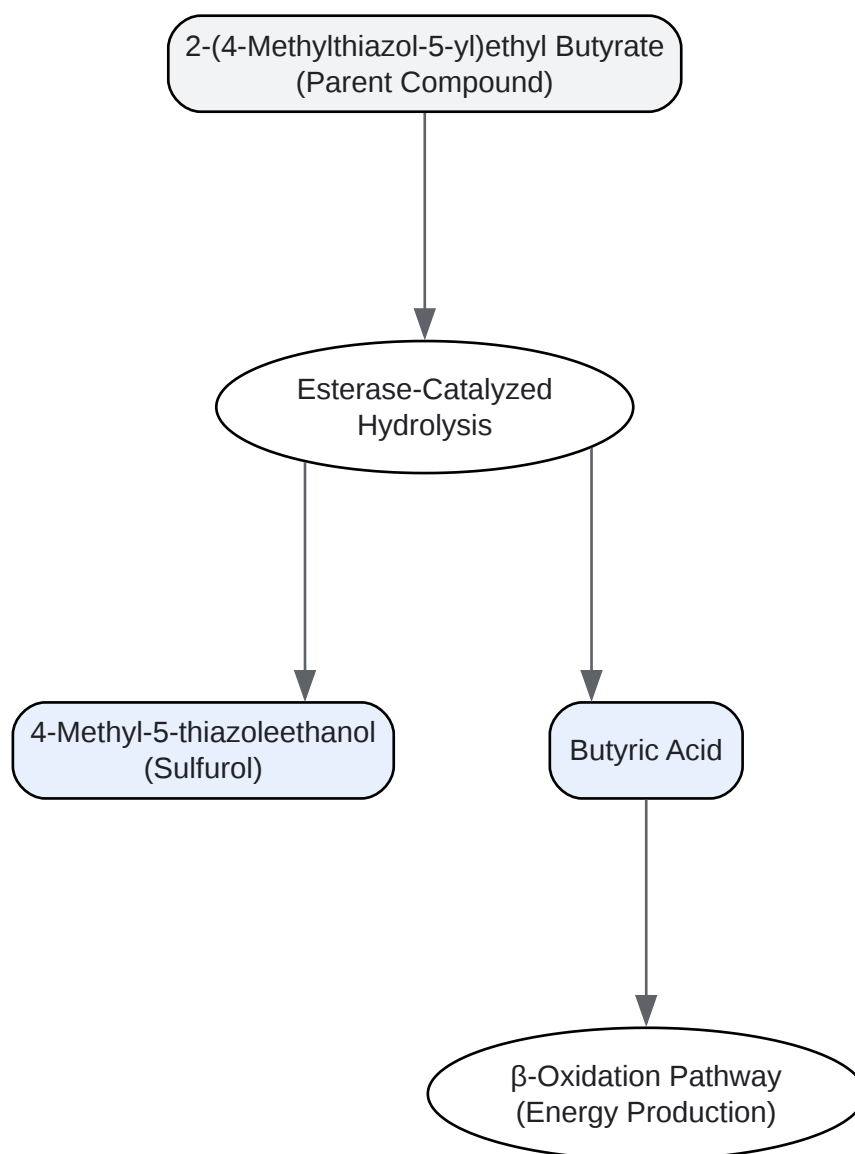 2-(4-Methylthiazol-5-yl)ethyl Butyrate
(Parent Compound)
Esterase-Catalyzed
Hydrolysis
4-Methyl-5-thiazoleethanol
(Sulfurol)
Butyric Acid
β-Oxidation Pathway
(Energy Production)